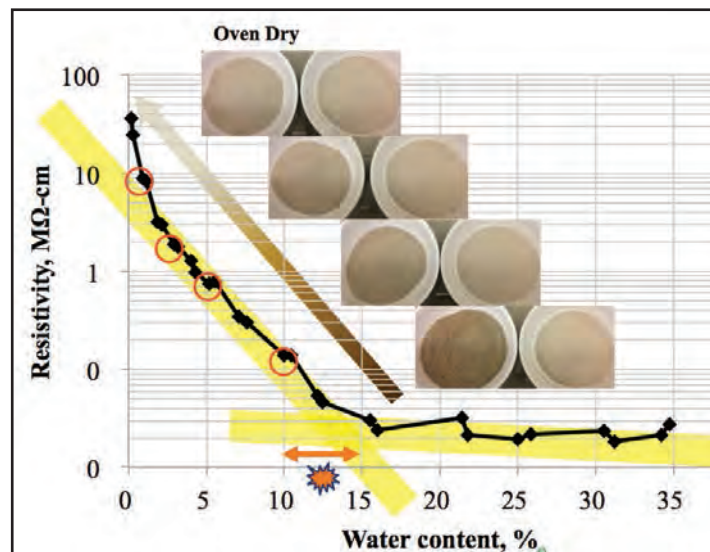 Oven Dry
100
10
1
0
0
Resistivity, MΩ-cm
0 5 10 15 20 25 30 35
Water content, %